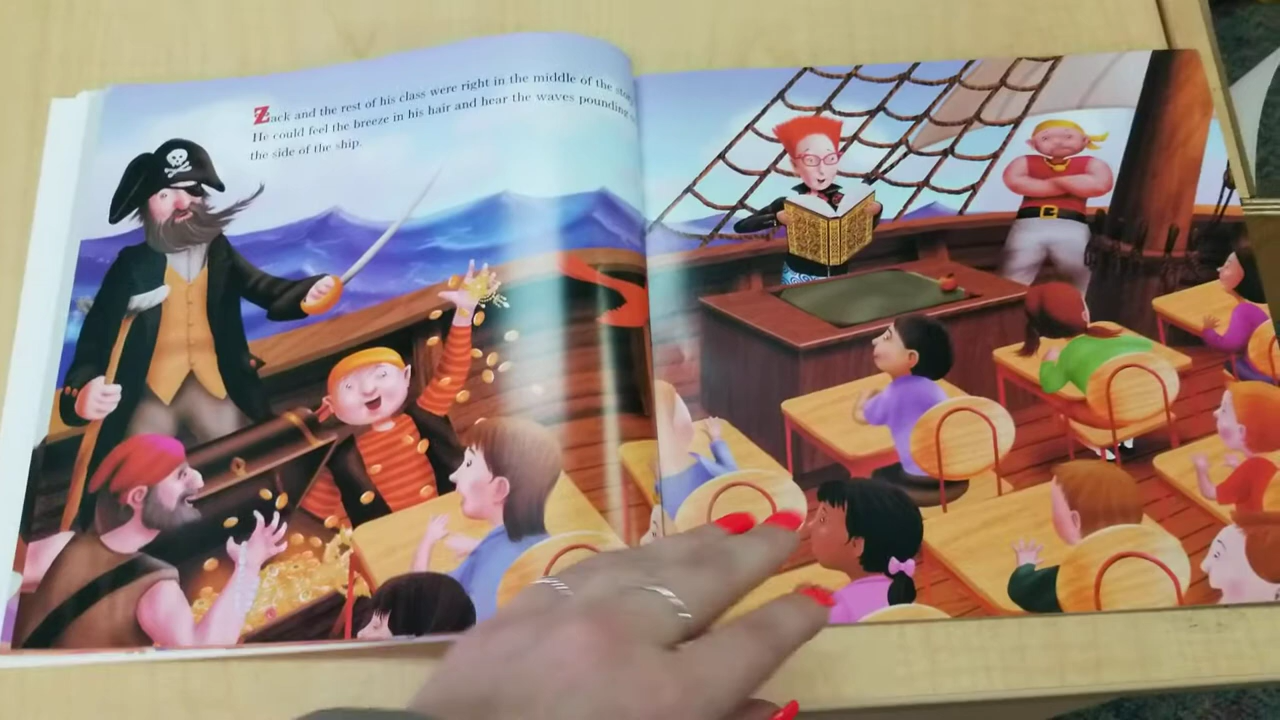 Zack and the rest of his class were right in the middle of the
He could feel the breeze in his hair and hear the waves pounding
the side of the ship.